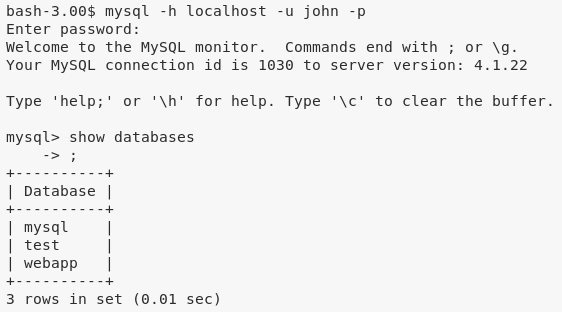 bash-3.00$ mysql -h localhost -u john -p
Enter password:
Welcome to the MySQL monitor.  Commands end with ; or \g.
Your MySQL connection id is 1030 to server version: 4.1.22

Type 'help;' or '\h' for help. Type '\c' to clear the buffer.

mysql> show databases
    -> ;
+----------+
| Database |
+----------+
| mysql    |
| test     |
| webapp   |
+----------+
3 rows in set (0.01 sec)